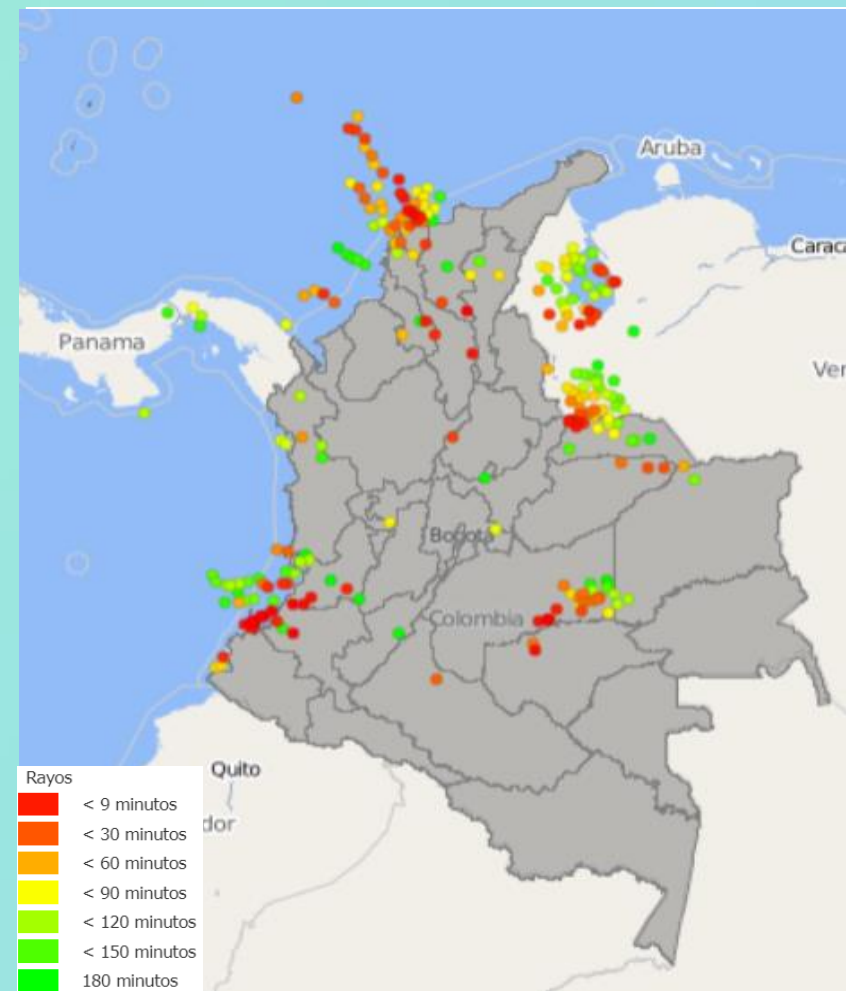 Aruba
Caraca
Panama
Ver
Bogota
Colombia
Quito
dor
Rayos
< 9 minutos
< 30 minutos
< 60 minutos
< 90 minutos
< 120 minutos
< 150 minutos
180 minutos